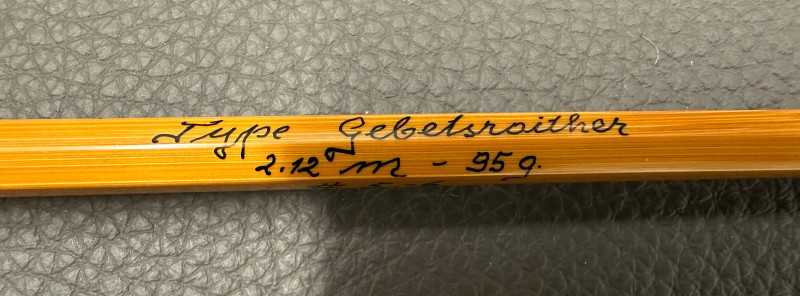 Type Gebetsroither
2.12 m - 95 g.